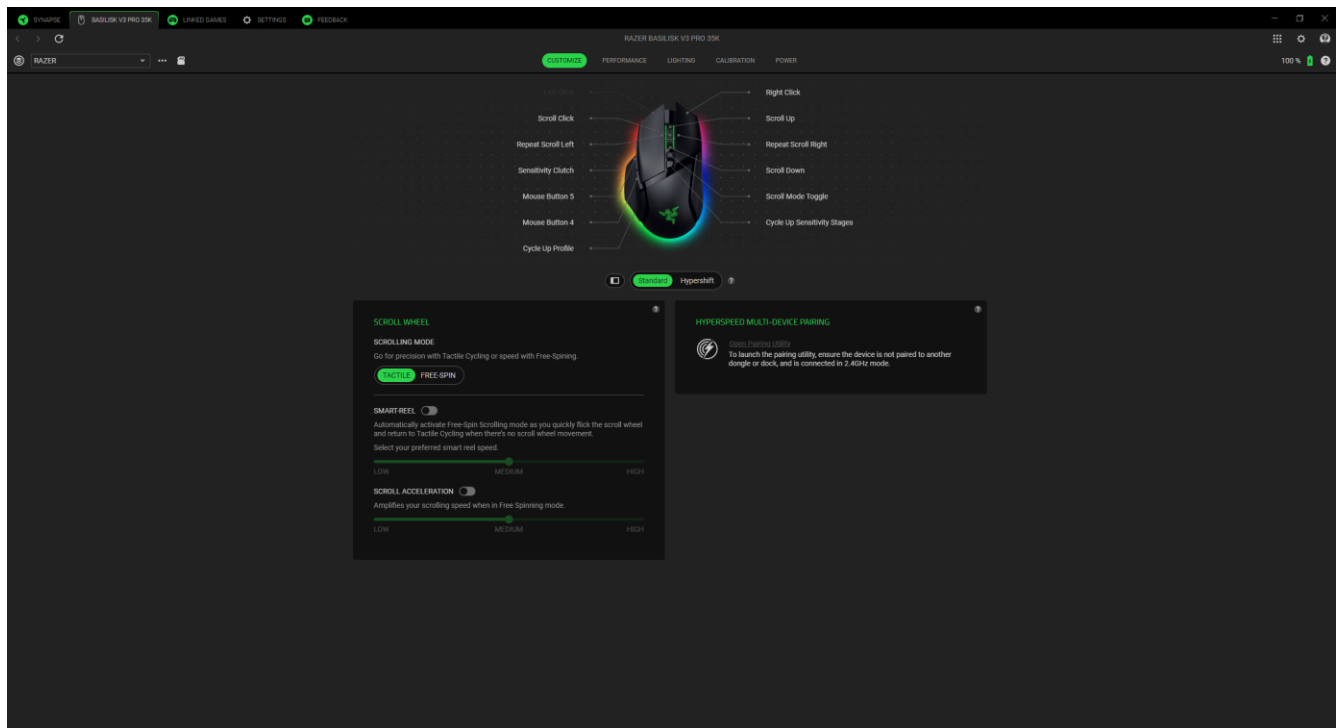 SYNAPSE BASILISK V3 PRO 35K LINKED GAMES SETTINGS FEEDBACK
RAZER BASILISK V3 PRO 35K
RAZER CUSTOMIZE PERFORMANCE LIGHTING CALIBRATION POWER 100 %
Left Click Right Click
Scroll Click Scroll Up
Repeat Scroll Left Repeat Scroll Right
Sensitivity Clutch Scroll Down
Mouse Button 5 Scroll Mode Toggle
Mouse Button 4 Cycle Up Sensitivity Stages
Cycle Up Profile
Standard Hypershift ?
SCROLL WHEEL
SCROLLING MODE
Go for precision with Tactile Cycling or speed with Free-Spining.
TACTILE FREE-SPIN
SMART-REEL
Automatically activate Free-Spin Scrolling mode as you quickly flick the scroll wheel
and return to Tactile Cycling when there's no scroll wheel movement.
Select your preferred smart reel speed.
LOW MEDIUM HIGH
SCROLL ACCELERATION
Amplifies your scrolling speed when in Free Spinning mode.
LOW MEDIUM HIGH
HYPERSPEED MULTI-DEVICE PAIRING
Open Pairing Utility
To launch the pairing utility, ensure the device is not paired to another
dongle or dock, and is connected in 2.4GHz mode.